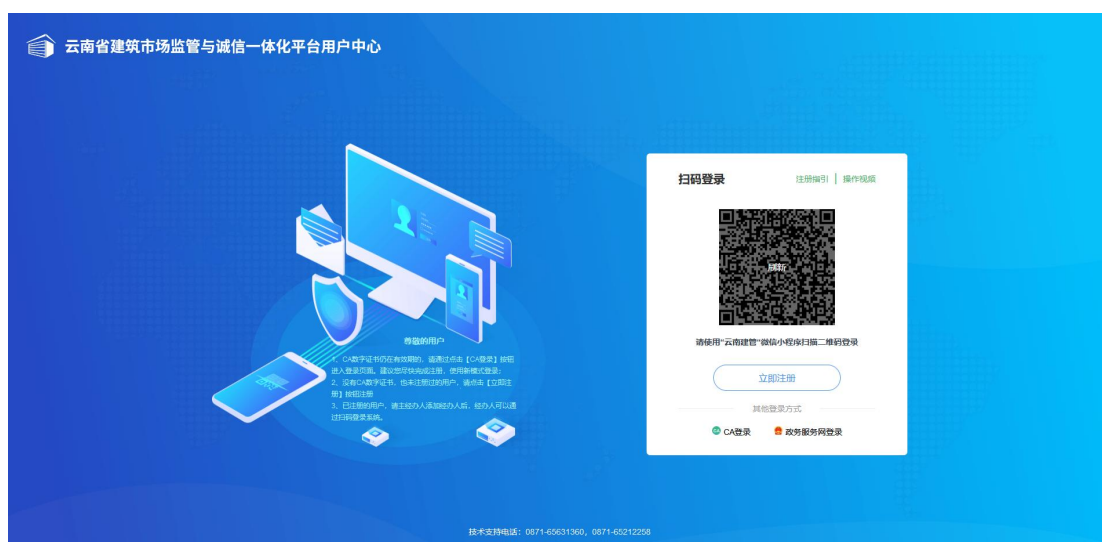 云南省建筑市场监管与诚信一体化平台用户中心
扫码登录
注册指引 | 操作视频
刷新
请使用"云南建管"微信小程序扫描二维码登录
立即注册
其他登录方式
CA登录
政务服务网登录
尊敬的用户
1、CA数字证书仍在有效期的，请通过点击【CA登录】按钮
进入登录页面。建议您尽快完成注册，使用新模式登录；
2、没有CA数字证书，也未注册过的用户，请点击【立即注
册】按钮注册
3、已注册的用户，请主经办人添加经办人后，经办人可以通
过扫码登录系统。
技术支持电话：0871-65631360，0871-65212258